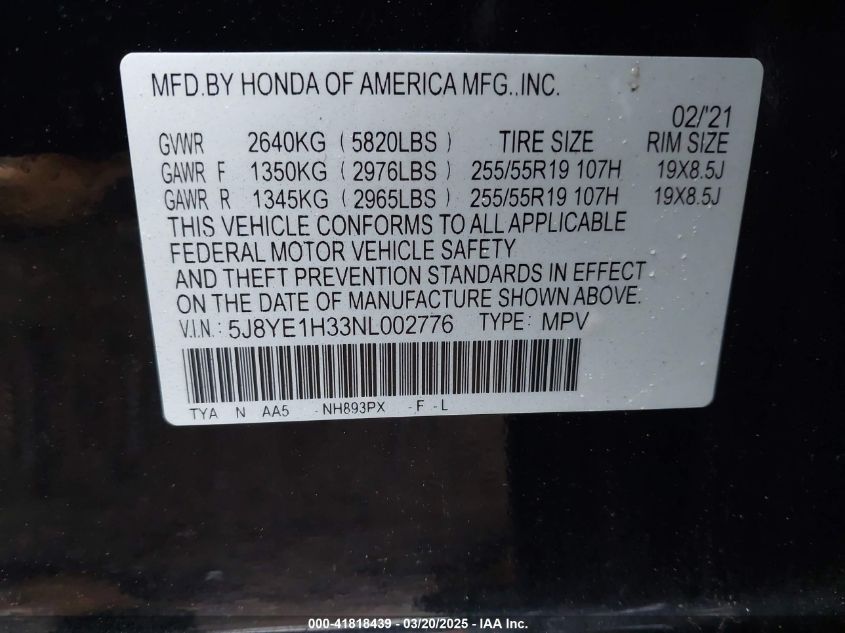 MFD.BY HONDA OF AMERICA MFG.,INC.
02/'21
GVWR 2640KG (5820LBS) TIRE SIZE RIM SIZE
GAWR F 1350KG (2976LBS) 255/55R19 107H 19X8.5J
GAWR R 1345KG (2965LBS) 255/55R19 107H 19X8.5J
THIS VEHICLE CONFORMS TO ALL APPLICABLE
FEDERAL MOTOR VEHICLE SAFETY
AND THEFT PREVENTION STANDARDS IN EFFECT
ON THE DATE OF MANUFACTURE SHOWN ABOVE.
V.I.N.: 5J8YE1H33NL002776 TYPE: MPV
TYA N AA5 -NH893PX -F -L
000-41818439 — 03/20/2025 - IAA Inc.